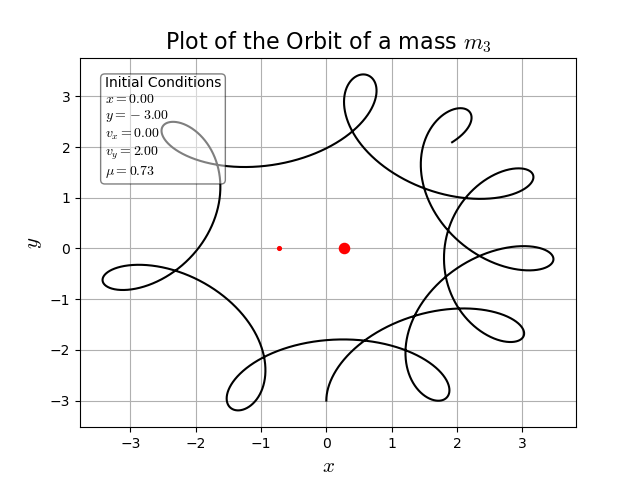 Plot of the Orbit of a mass m₃
Initial Conditions
x = 0.00
y = −3.00
vₓ = 0.00
v_y = 2.00
μ = 0.73
3
2
1
0
−1
−2
−3
y
−3 −2 −1 0 1 2 3
x